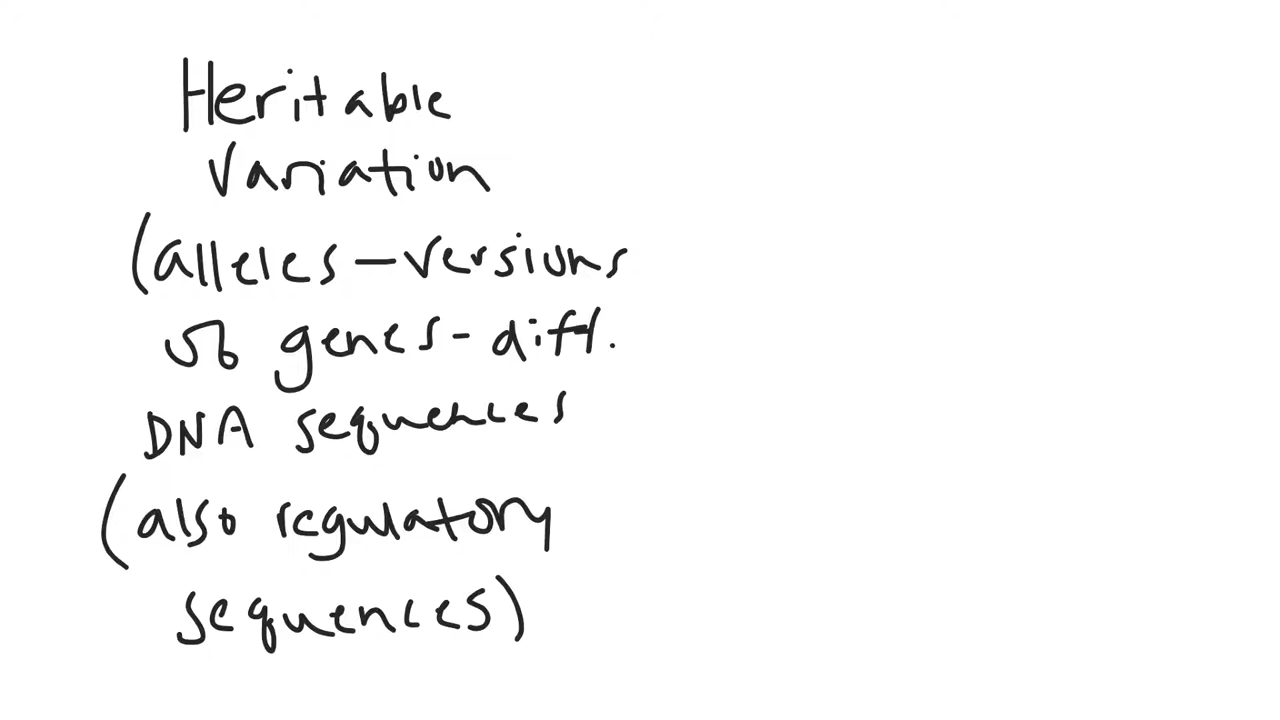 Heritable
Variation
(alleles – versions
of genes - diff.
DNA sequences
(also regulatory
sequences)